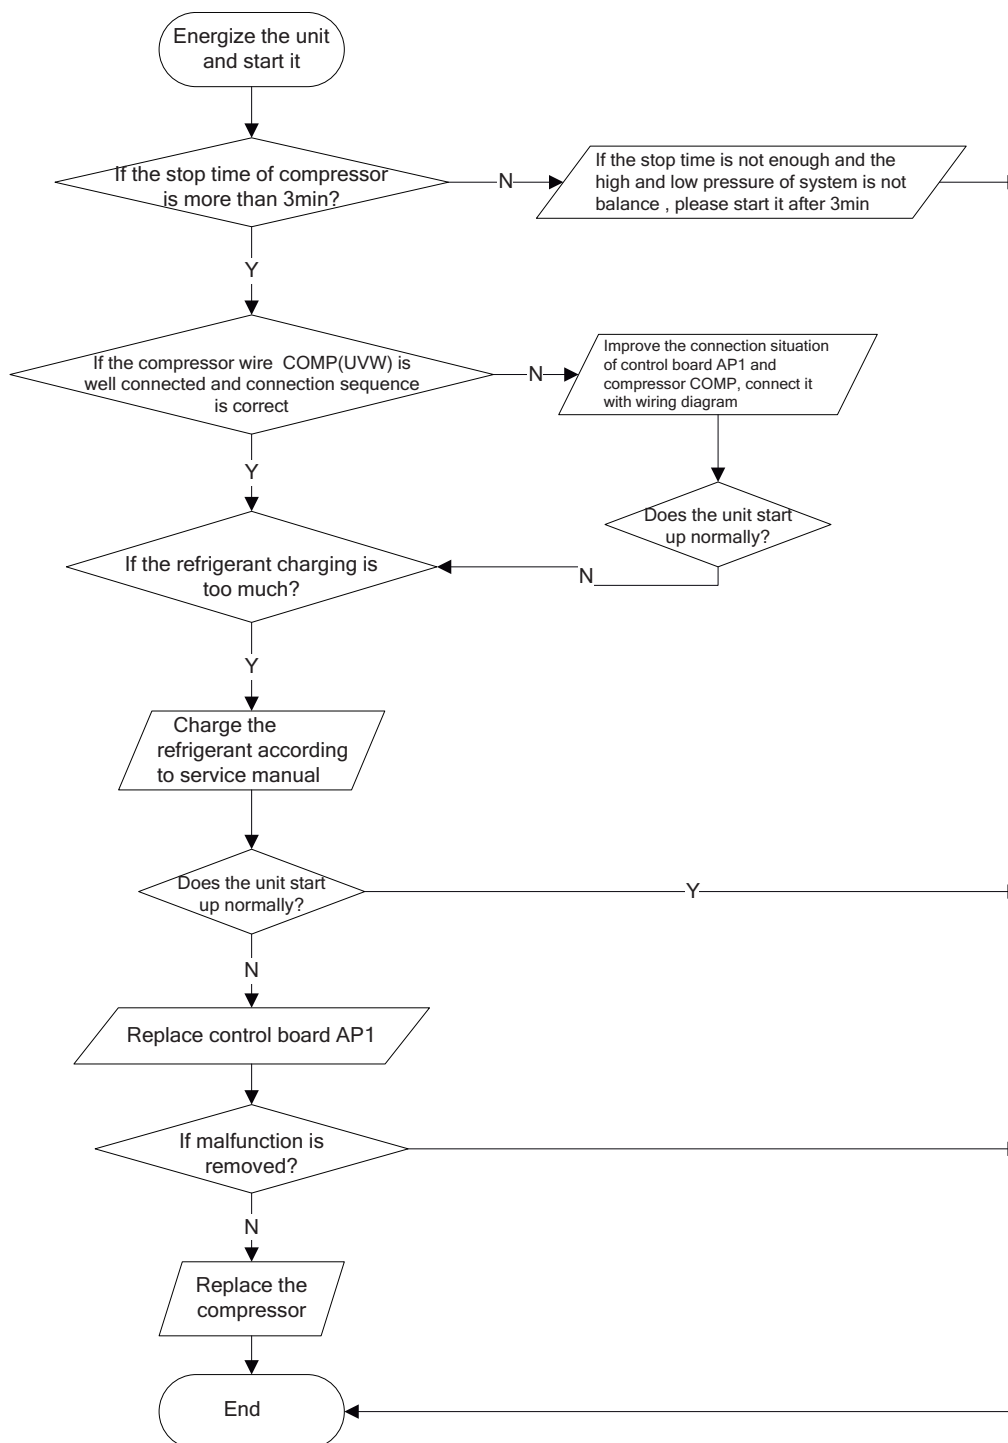 Energize the unit
and start it
If the stop time of compressor
is more than 3min?
N
If the stop time is not enough and the
high and low pressure of system is not
balance , please start it after 3min
Y
If the compressor wire COMP(UVW) is
well connected and connection sequence
is correct
N
Improve the connection situation
of control board AP1 and
compressor COMP, connect it
with wiring diagram
Y
Does the unit start
up normally?
N
If the refrigerant charging is
too much?
Y
Charge the
refrigerant according
to service manual
Does the unit start
up normally?
Y
N
Replace control board AP1
If malfunction is
removed?
N
Replace the
compressor
End